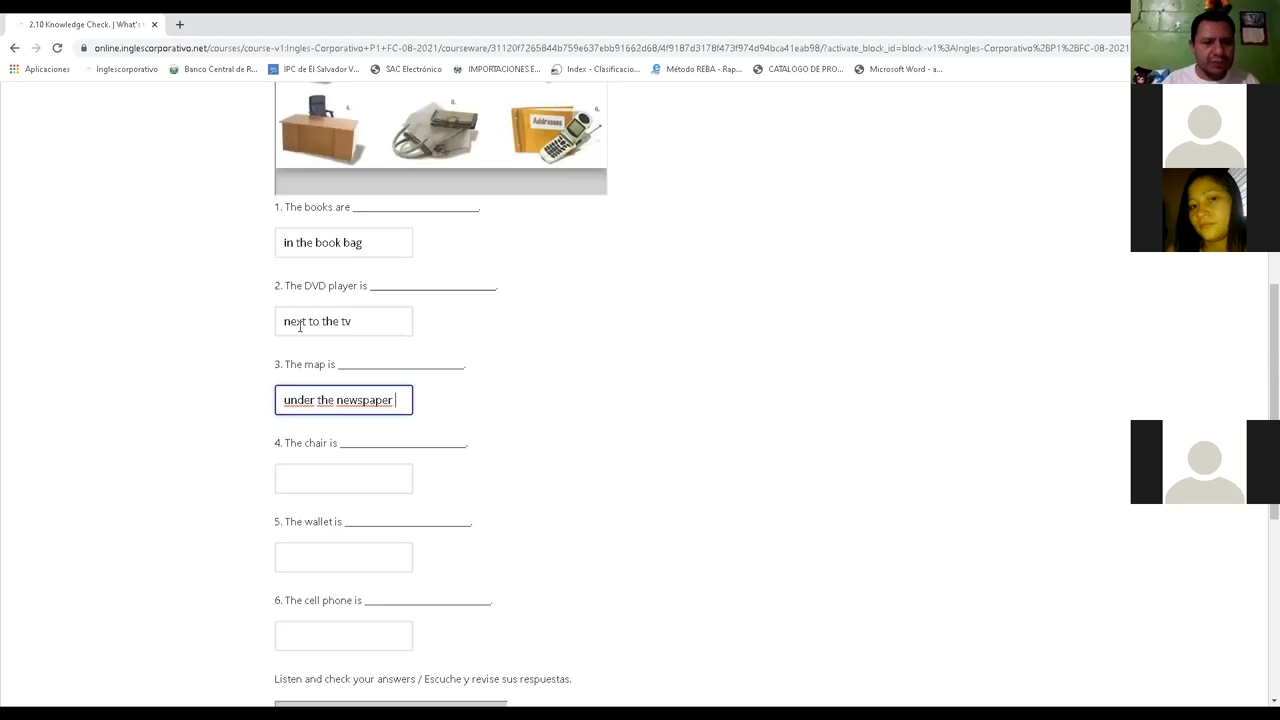 2.10 Knowledge Check. | What's
online.inglescorporativo.net/courses/course-v1:Ingles-Corporativo+P1+FC-08-2021/courseware/3113f7265844b759e637ebb91662d68/4f9187d3178f473f974d94bca41eab98/?activate_block_id=block-v1%3AIngles-Corporativo%2BP1%2BFC-08-2021
Aplicaciones Inglescorporativo Banco Central de R... IPC de El Salvador V... SAC Electrónico IMPORTACIONES E... Index - Clasificacio... Método REBA - Rap... CATALOGO DE PRO... Microsoft Word - a...
4. 5. 6.
Addresses
1. The books are ______________________.
in the book bag
2. The DVD player is ______________________.
next to the tv
3. The map is ______________________.
under the newspaper
4. The chair is ______________________.
5. The wallet is ______________________.
6. The cell phone is ______________________.
Listen and check your answers / Escuche y revise sus respuestas.